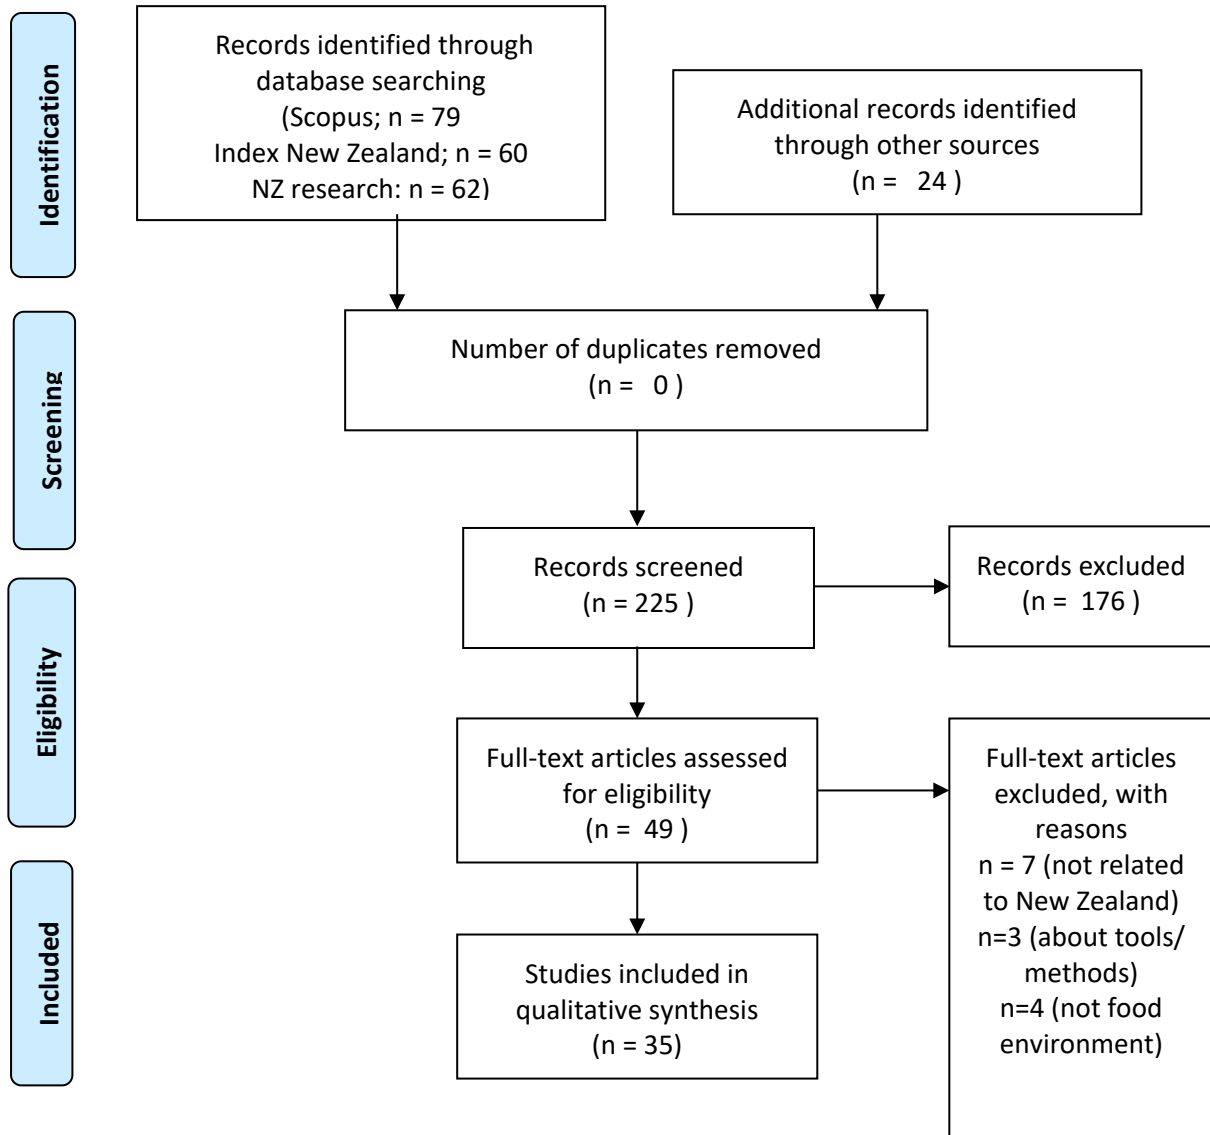 Identification
Records identified through
database searching
(Scopus; n = 79
Index New Zealand; n = 60
NZ research: n = 62)
Additional records identified
through other sources
(n = 24 )
Screening
Number of duplicates removed
(n = 0 )
Records screened
(n = 225 )
Records excluded
(n = 176 )
Eligibility
Full-text articles assessed
for eligibility
(n = 49 )
Full-text articles
excluded, with
reasons
n = 7 (not related
to New Zealand)
n=3 (about tools/
methods)
n=4 (not food
environment)
Included
Studies included in
qualitative synthesis
(n = 35)